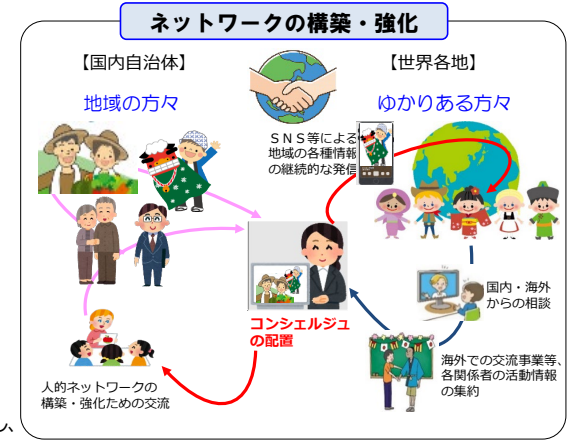 ネットワークの構築・強化
【国内自治体】
【世界各地】
地域の方々
ゆかりある方々
ＳＮＳ等による
地域の各種情報
の継続的な発信
コンシェルジュ
の配置
国内・海外
からの相談
人的ネットワークの
構築・強化ための交流
海外での交流事業等、
各関係者の活動情報
の集約